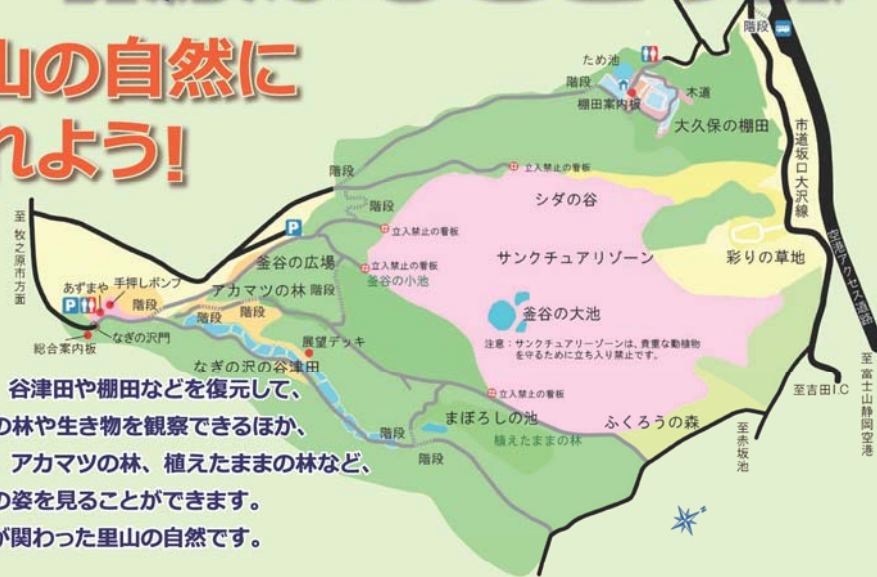 山の自然に
れよう!
階段
ため池
階段
棚田案内板
木道
大久保の棚田
市道坂口大沢線
空港アクセス道路
階段
立入禁止の看板
シダの谷
階段
至 牧之原市方面
P
立入禁止の看板
サンクチュアリゾーン
彩りの草地
釜谷の広場
立入禁止の看板
釜谷の小池
あずまや
手押しポンプ
アカマツの林
階段
P
階段
階段
階段
釜谷の大池
なぎの沢門
総合案内板
展望デッキ
注意:サンクチュアリゾーンは、貴重な動植物
を守るために立ち入り禁止です。
なぎの沢の谷津田
至富士山静岡空港
至吉田I.C
谷津田や棚田などを復元して、
の林や生き物を観察できるほか、
アカマツの林、植えたままの林など、
の姿を見ることができます。
が関わった里山の自然です。
立入禁止の看板
まぼろしの池
ふくろうの森
至赤坂池
階段
植えたままの林
階段